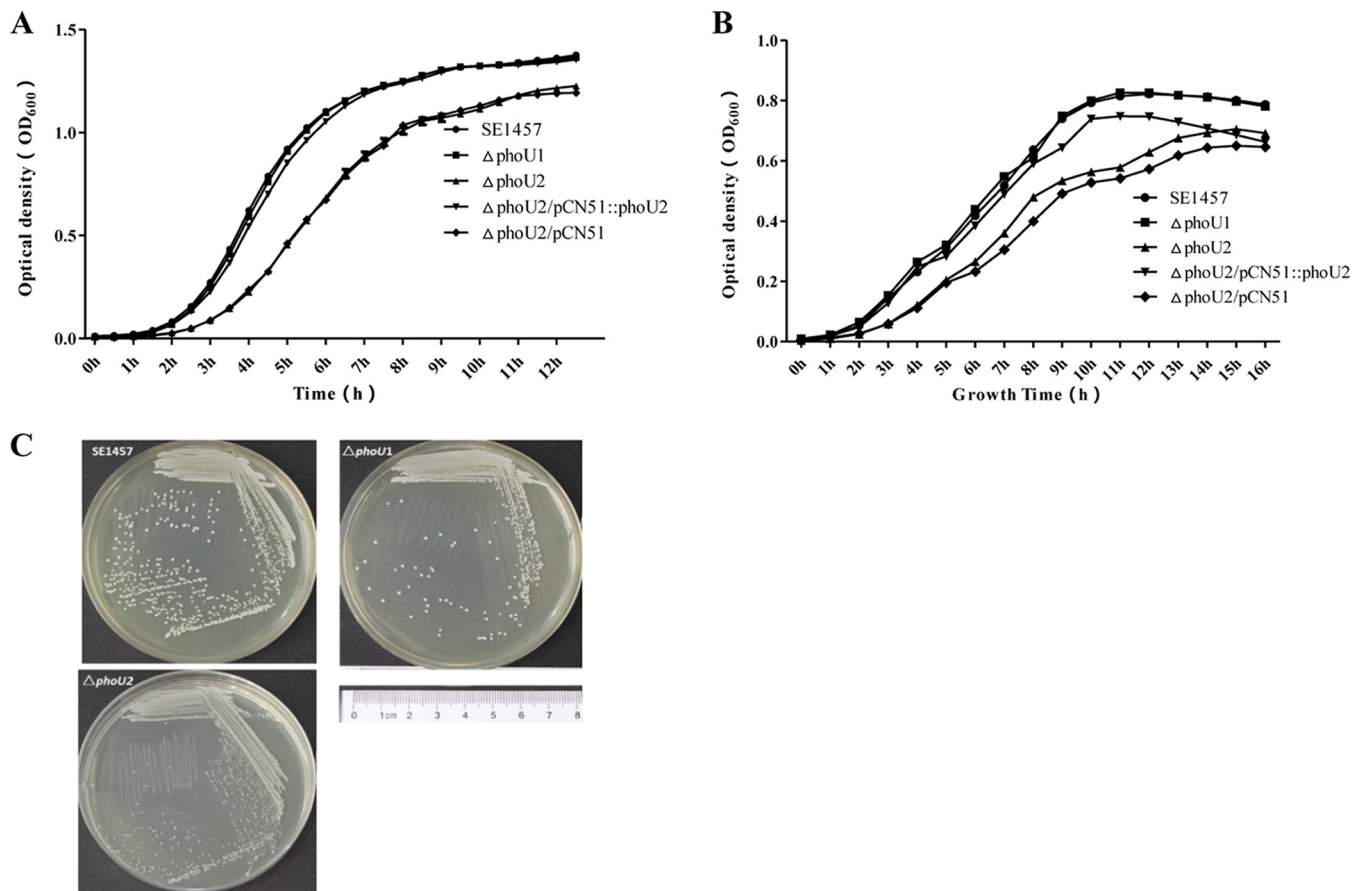 A
Optical density ( OD600 )
1.5
1.0
0.5
0.0
0h
1h
2h
3h
4h
5h
6h
7h
8h
9h
10h
11h
12h
Time ( h )
SE1457
△phoU1
△phoU2
△phoU2/pCN51::phoU2
△phoU2/pCN51
B
Optical density ( OD600 )
1.0
0.8
0.6
0.4
0.2
0.0
0h
1h
2h
3h
4h
5h
6h
7h
8h
9h
10h
11h
12h
13h
14h
15h
16h
Growth Time ( h )
SE1457
△phoU1
△phoU2
△phoU2/pCN51::phoU2
△phoU2/pCN51
C
SE1457
△phoU1
△phoU2
0 1cm 2 3 4 5 6 7 8